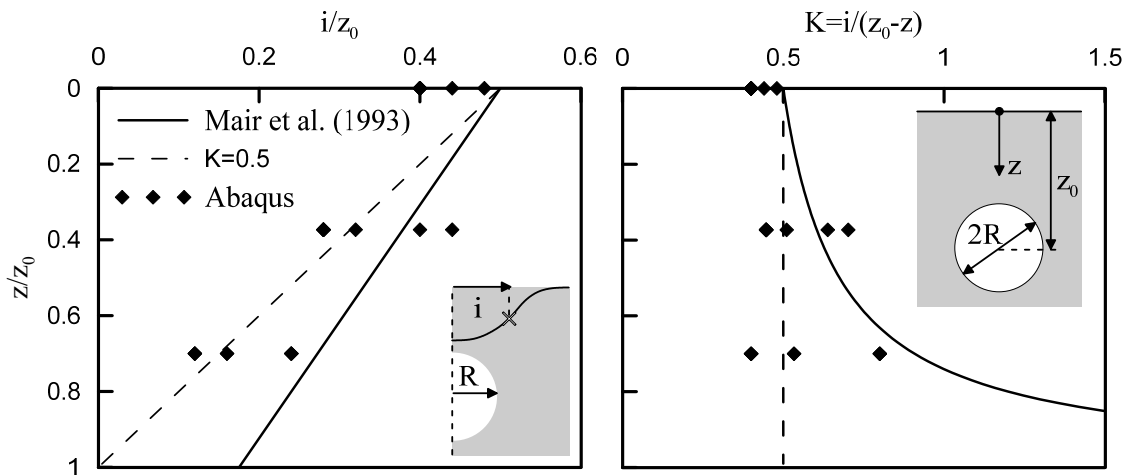 i/z0
0 0.2 0.4 0.6
0
0.2
0.4
0.6
0.8
1
z/z0
Mair et al. (1993)
K=0.5
Abaqus
i
R
K=i/(z0-z)
0 0.5 1 1.5
z
z0
2R